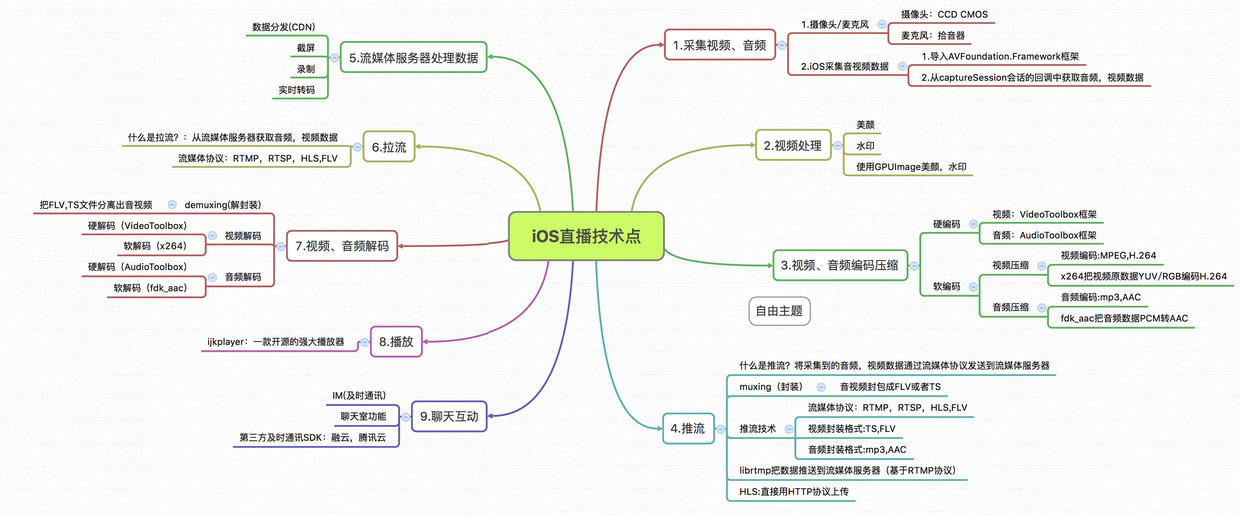 iOS直播技术点
1.采集视频、音频
1.摄像头/麦克风
摄像头：CCD CMOS
麦克风：拾音器
2.iOS采集音视频数据
1.导入AVFoundation.Framework框架
2.从captureSession会话的回调中获取音频，视频数据
2.视频处理
美颜
水印
使用GPUImage美颜，水印
3.视频、音频编码压缩
硬编码
视频：VideoToolbox框架
音频：AudioToolbox框架
软编码
视频压缩
视频编码:MPEG,H.264
x264把视频原数据YUV/RGB编码H.264
音频压缩
音频编码:mp3,AAC
fdk_aac把音频数据PCM转AAC
自由主题
4.推流
什么是推流？将采集到的音频，视频数据通过流媒体协议发送到流媒体服务器
muxing（封装）
音视频封包成FLV或者TS
推流技术
流媒体协议：RTMP，RTSP，HLS,FLV
视频封装格式:TS,FLV
音频封装格式:mp3,AAC
librtmp把数据推送到流媒体服务器（基于RTMP协议）
HLS:直接用HTTP协议上传
5.流媒体服务器处理数据
数据分发(CDN)
截屏
录制
实时转码
6.拉流
什么是拉流？：从流媒体服务器获取音频，视频数据
流媒体协议：RTMP，RTSP，HLS,FLV
7.视频、音频解码
demuxing(解封装)
把FLV,TS文件分离出音视频
视频解码
硬解码（VideoToolbox）
软解码（x264）
音频解码
硬解码（AudioToolbox）
软解码（fdk_aac）
8.播放
ijkplayer：一款开源的强大播放器
9.聊天互动
IM(及时通讯)
聊天室功能
第三方及时通讯SDK：融云，腾讯云